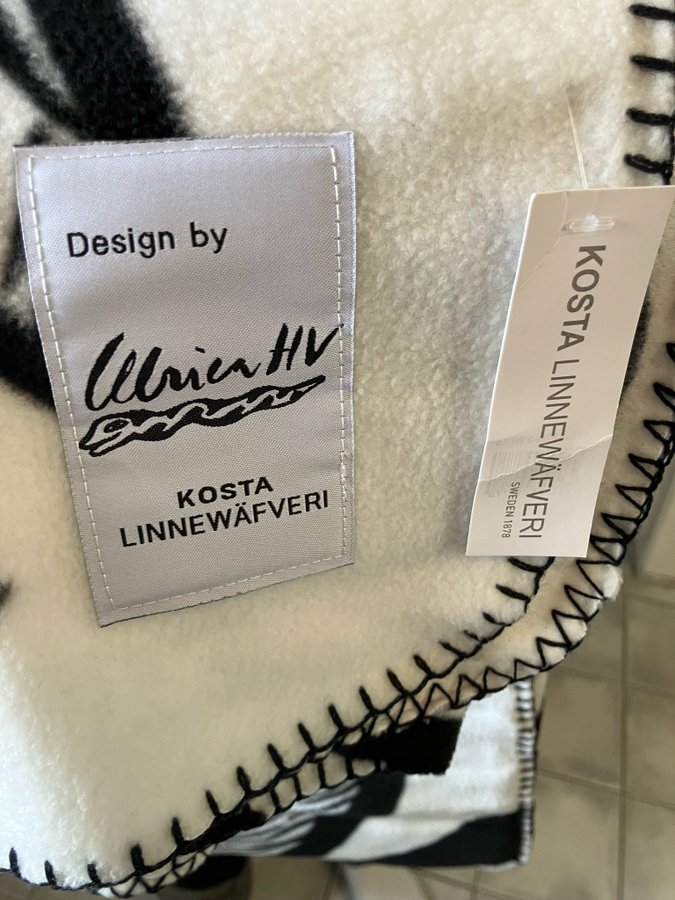 Design by
Ulrica HV
KOSTA
LINNEWÄFVERI
KOSTA LINNEWÄFVERI
SWEDEN 1878